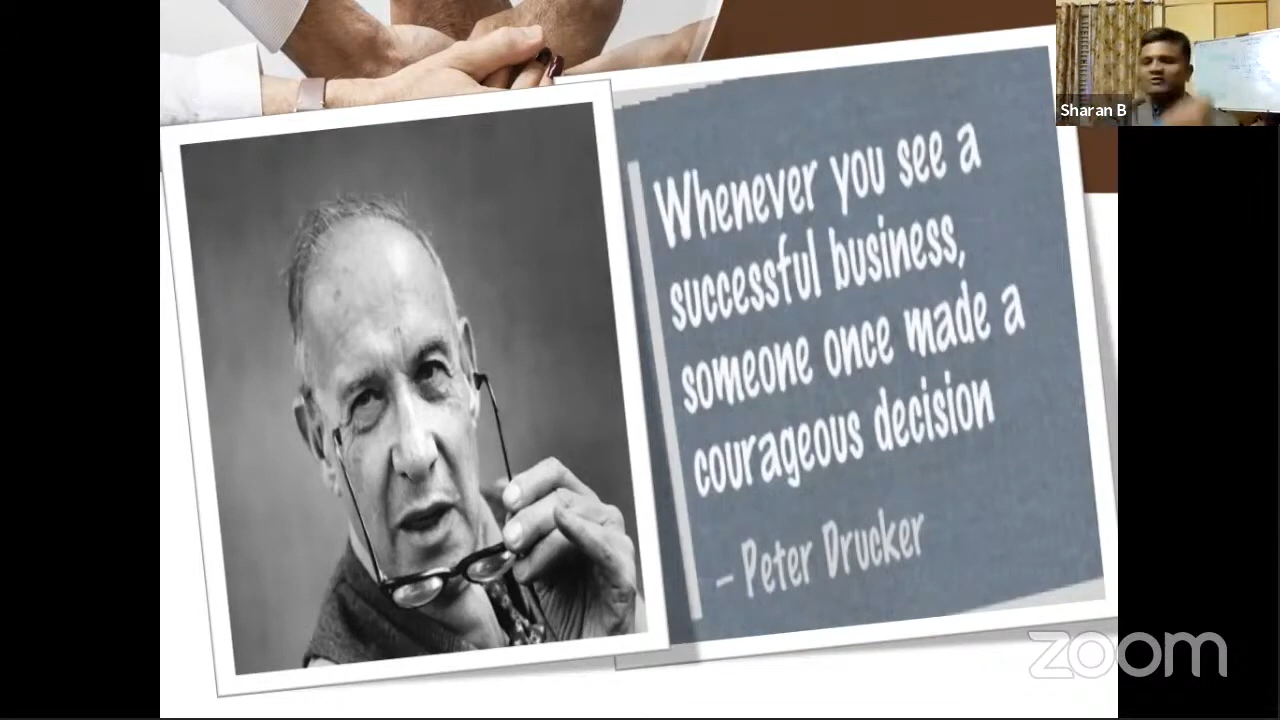 Sharan B
Whenever you see a
successful business,
someone once made a
courageous decision
– Peter Drucker
zoom